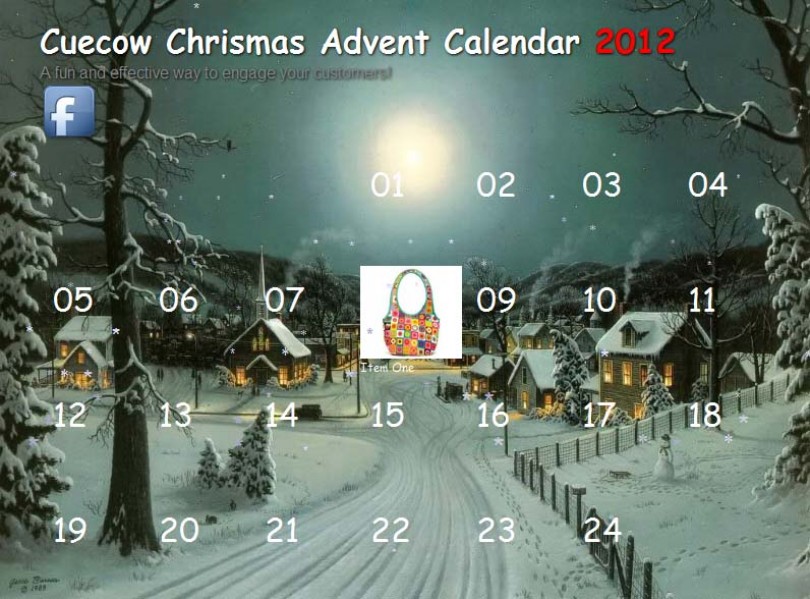 Cuecow Chrismas Advent Calendar 2012
A fun and effective way to engage your customers!
f
01 02 03 04
05 06 07 09 10 11
Item One
12 13 14 15 16 17 18
19 20 21 22 23 24
© 1989